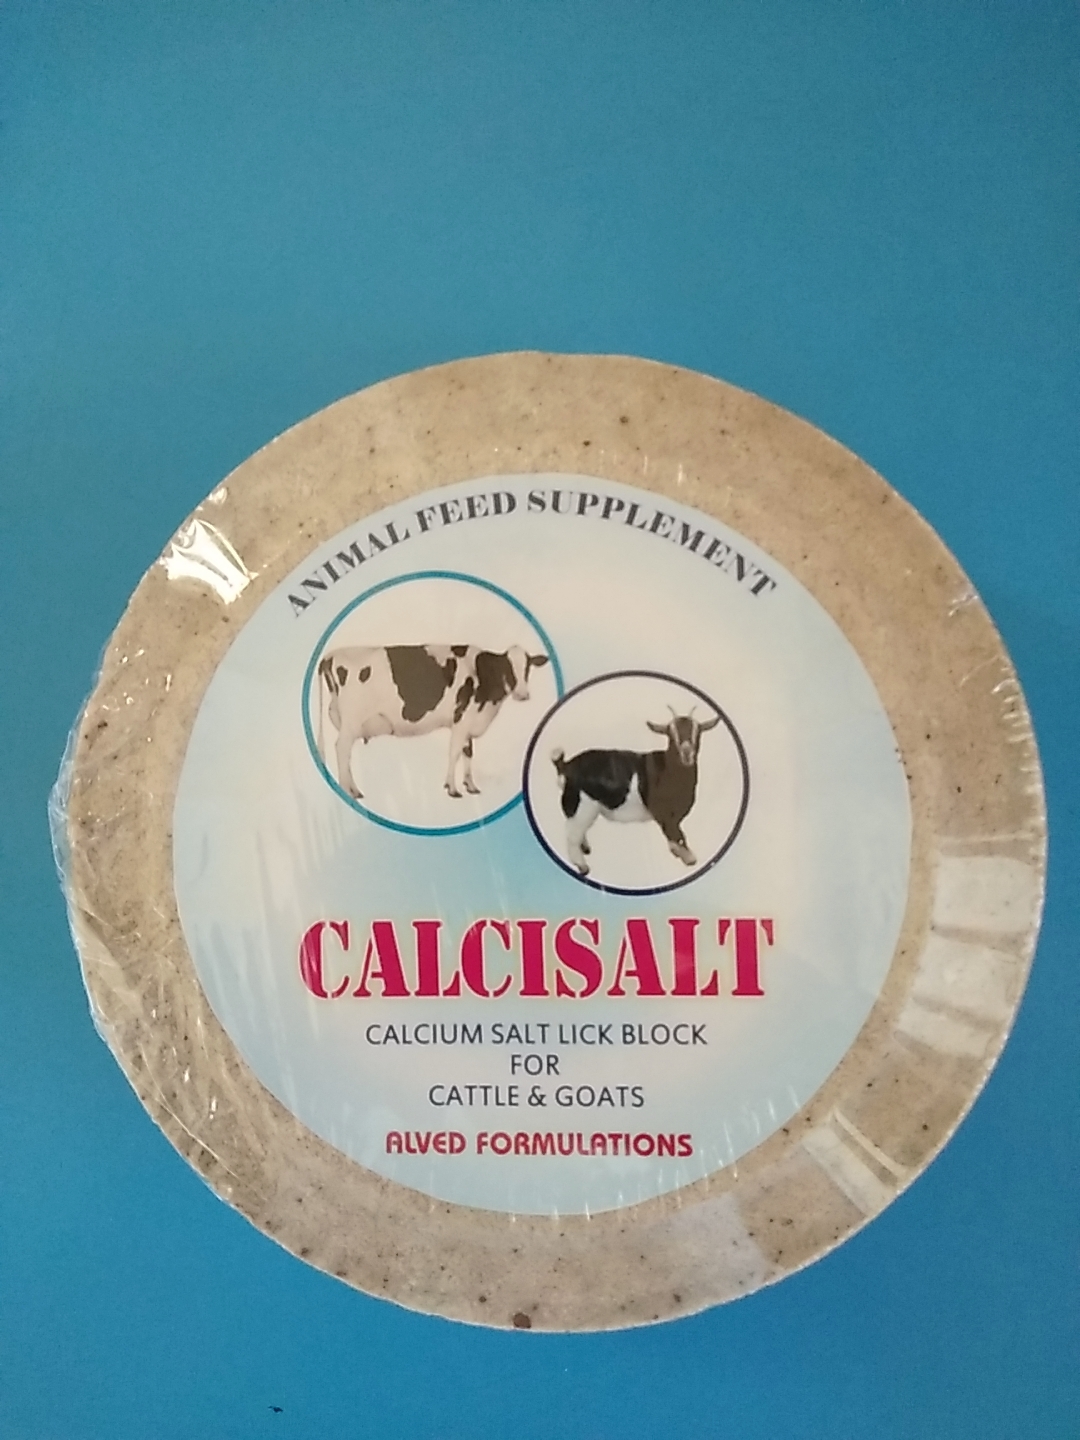 ANIMAL FEED SUPPLEMENT
CALCISALT
CALCIUM SALT LICK BLOCK
FOR
CATTLE & GOATS
ALVED FORMULATIONS